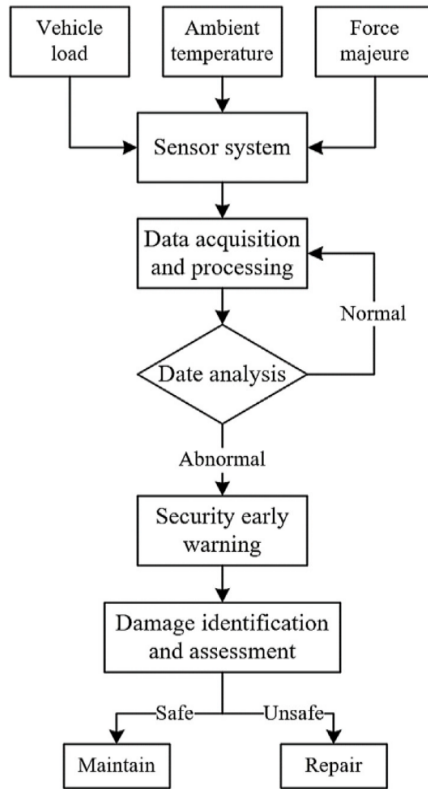 Vehicle
load
Ambient
temperature
Force
majeure
Sensor system
Data acquisition
and processing
Normal
Date analysis
Abnormal
Security early
warning
Damage identification
and assessment
Safe
Unsafe
Maintain
Repair